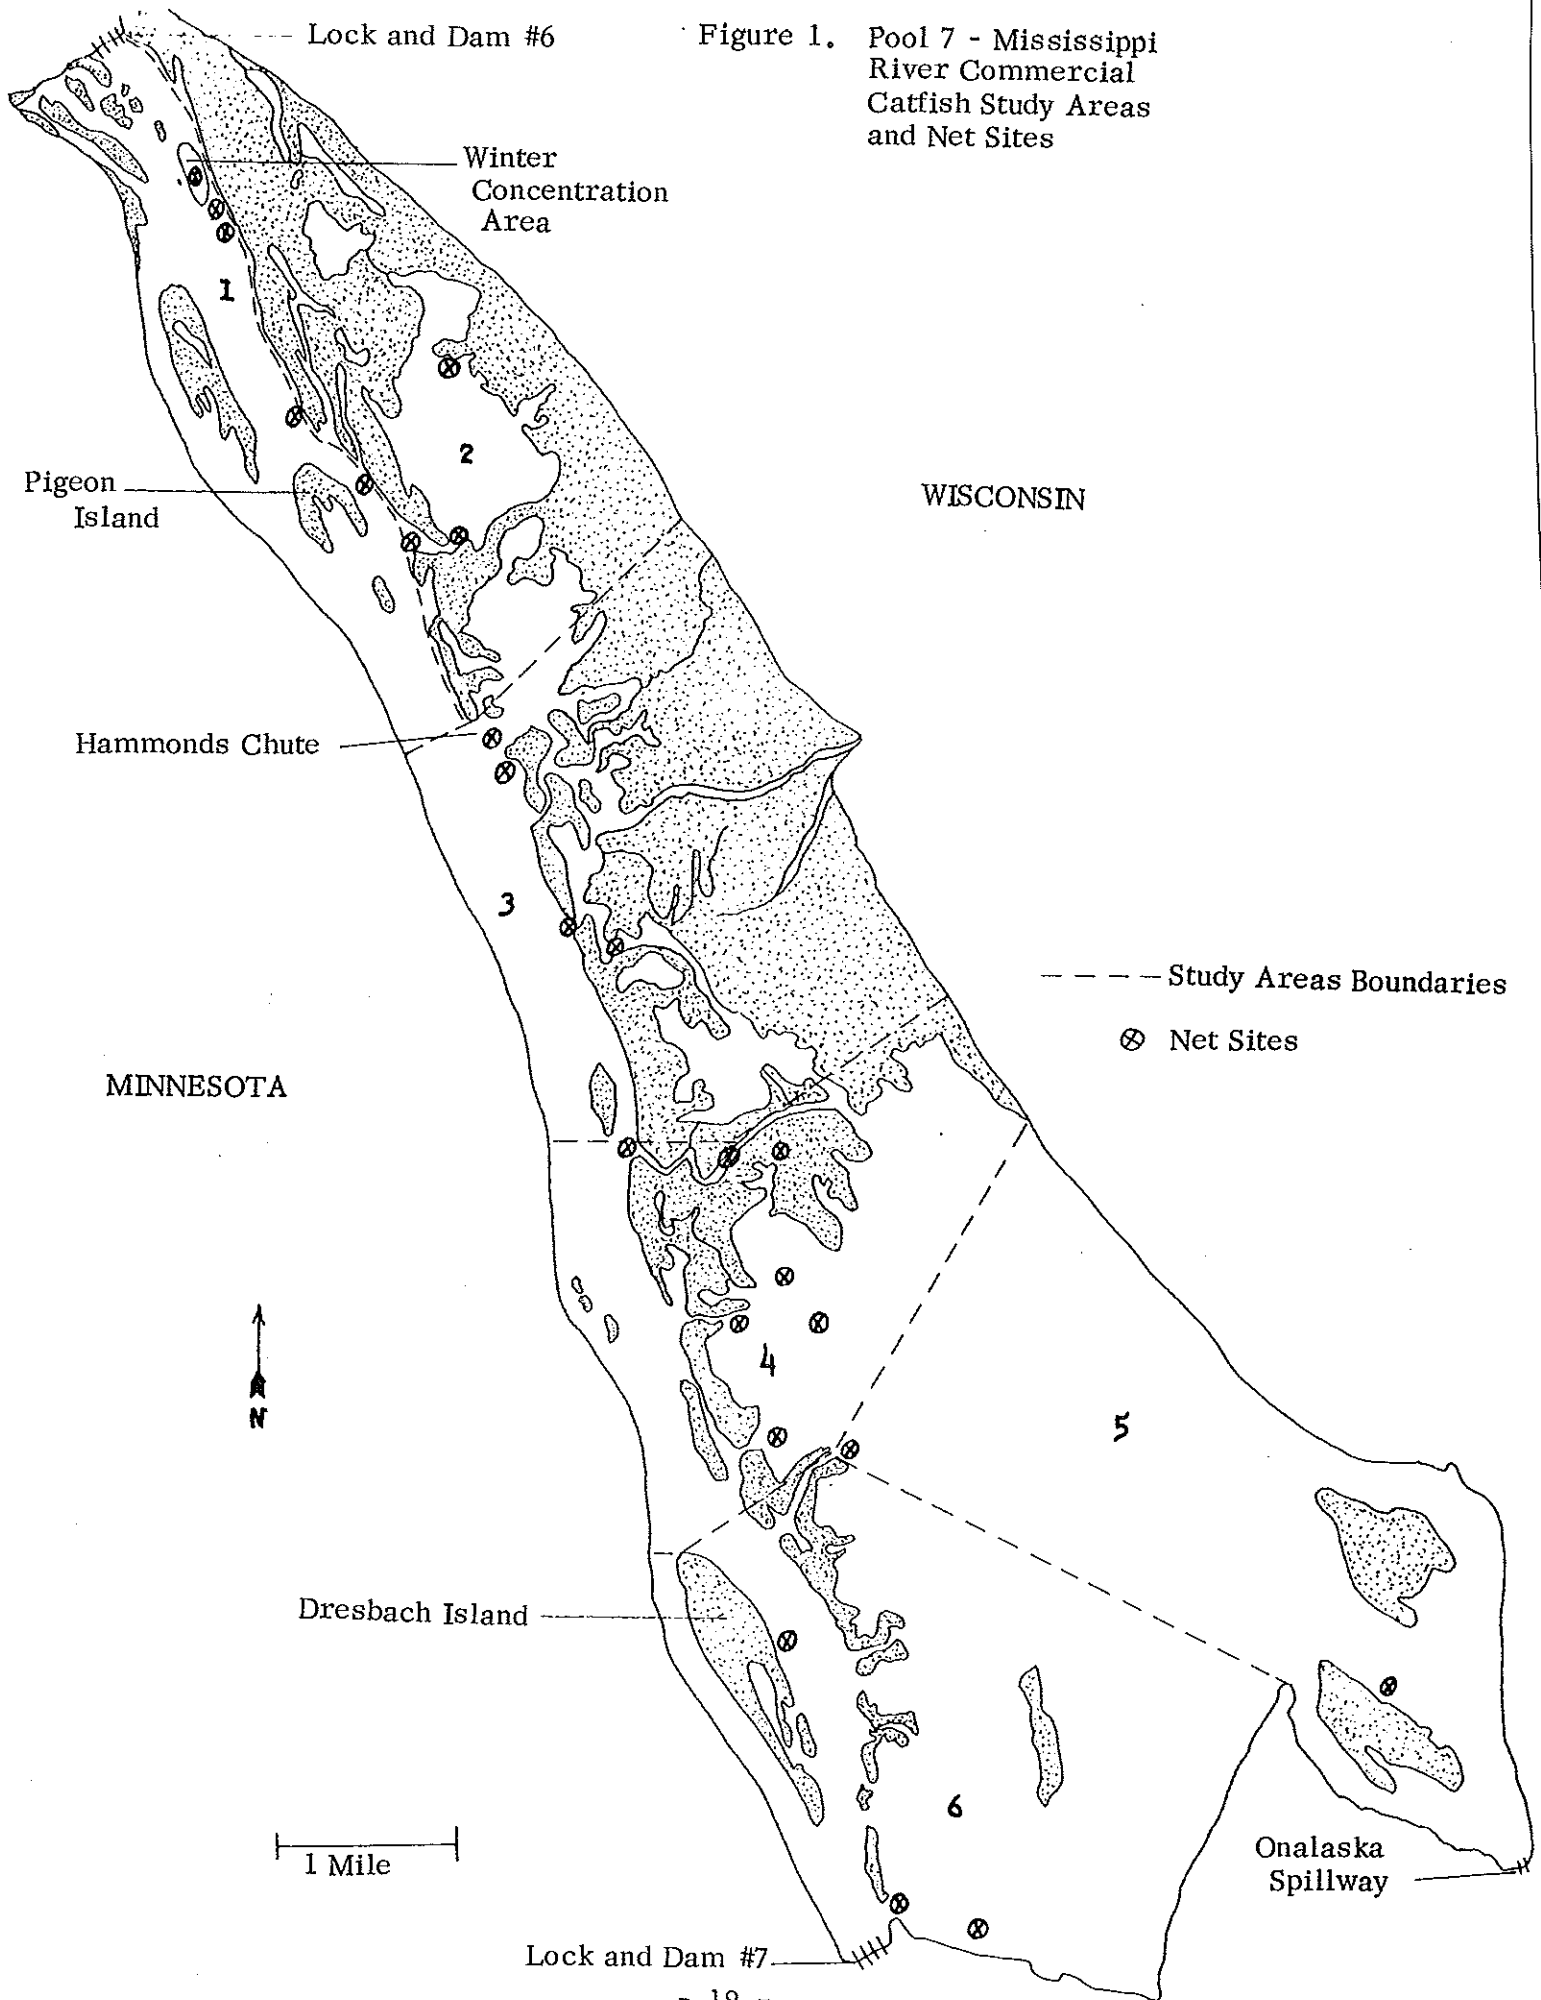 Lock and Dam #6
Figure 1. Pool 7 - Mississippi
River Commercial
Catfish Study Areas
and Net Sites
Winter
Concentration
Area
1
2
Pigeon
Island
WISCONSIN
Hammonds Chute
3
- - - - Study Areas Boundaries
⊗ Net Sites
MINNESOTA
4
N
5
Dresbach Island
6
1 Mile
Onalaska
Spillway
Lock and Dam #7
- 18 -